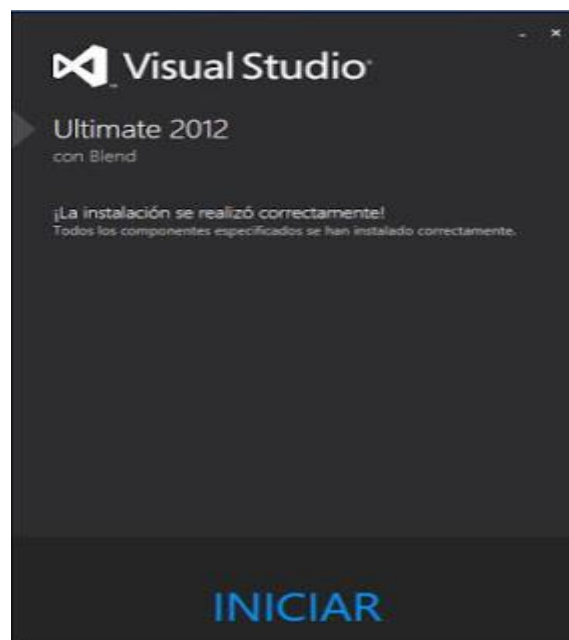 Visual Studio
Ultimate 2012
con Blend
¡La instalación se realizó correctamente!
Todos los componentes especificados se han instalado correctamente.
INICIAR